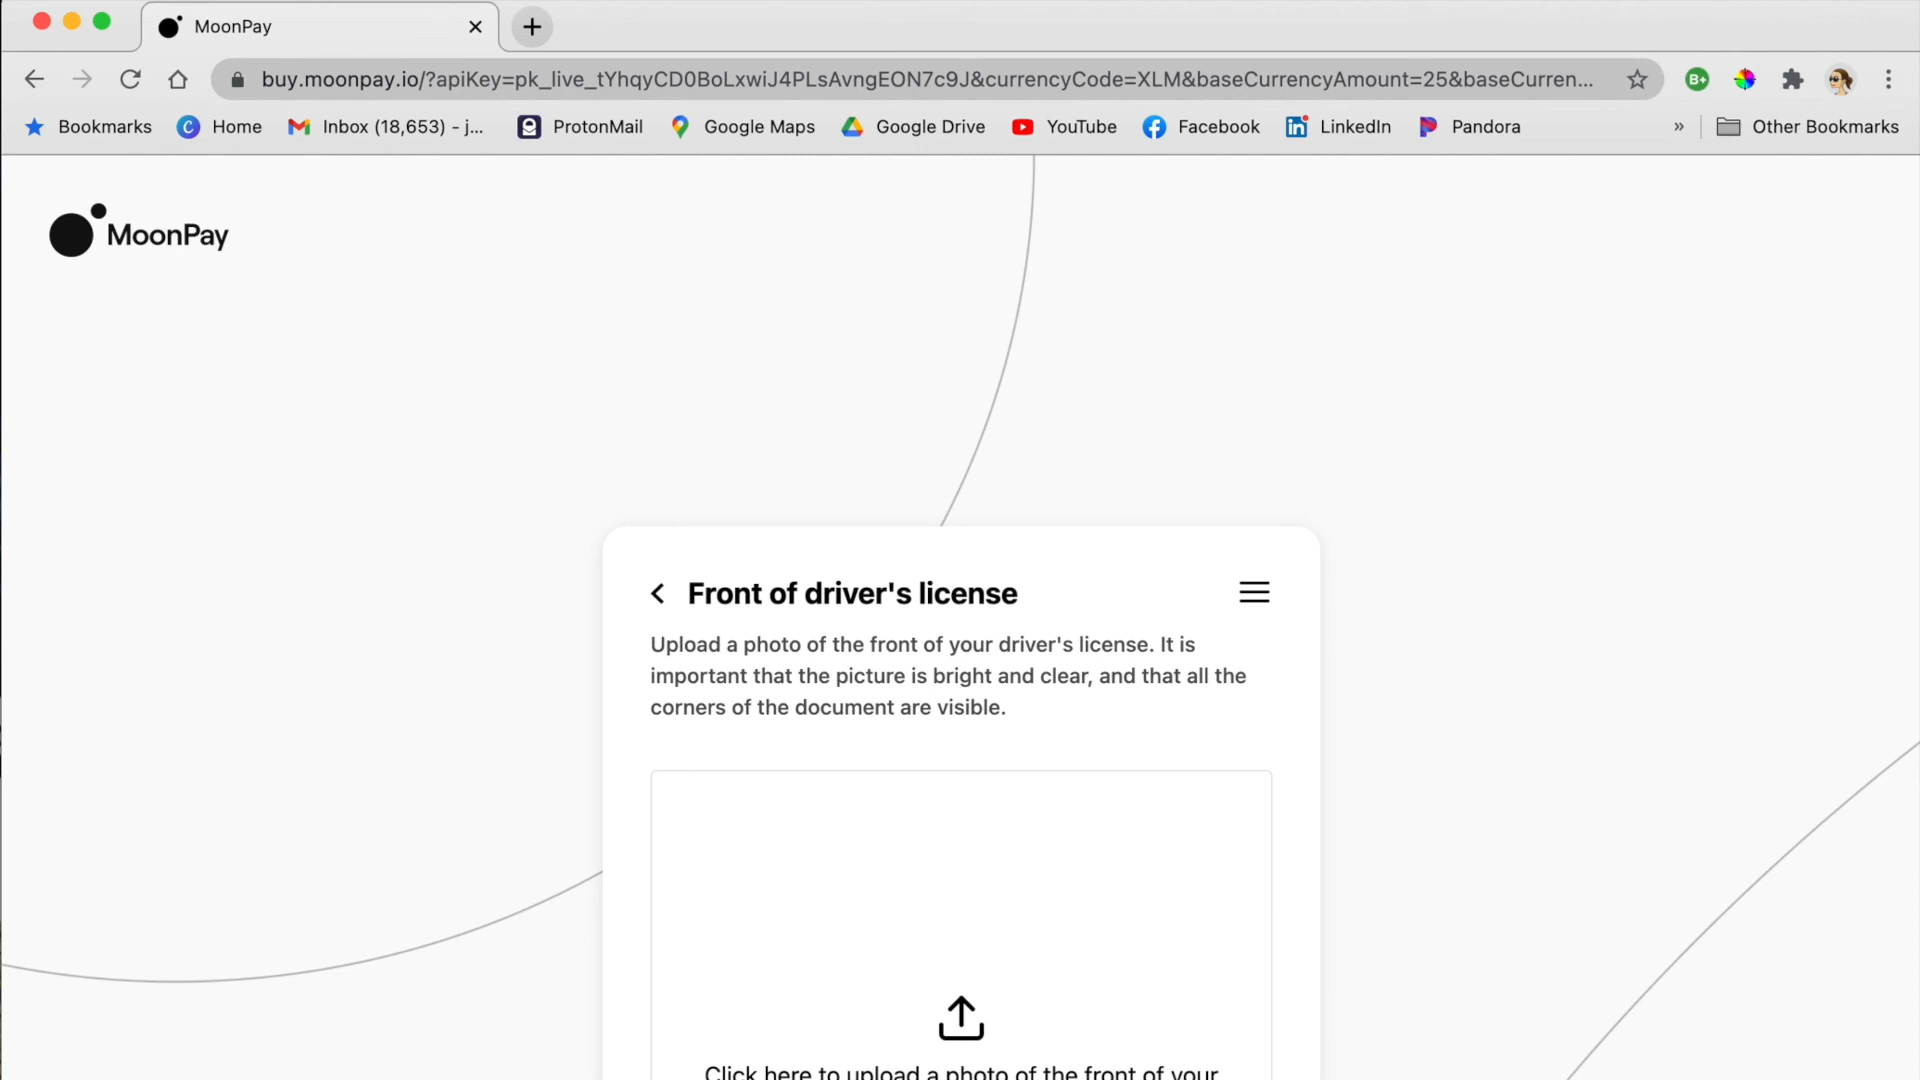 MoonPay
buy.moonpay.io/?apiKey=pk_live_tYhqyCD0BoLxwiJ4PLsAvngEON7c9J&currencyCode=XLM&baseCurrencyAmount=25&baseCurren...
B+
Bookmarks Home Inbox (18,653) - j... ProtonMail Google Maps Google Drive YouTube Facebook LinkedIn Pandora » Other Bookmarks
MoonPay
Front of driver's license
Upload a photo of the front of your driver's license. It is
important that the picture is bright and clear, and that all the
corners of the document are visible.
Click here to upload a photo of the front of your